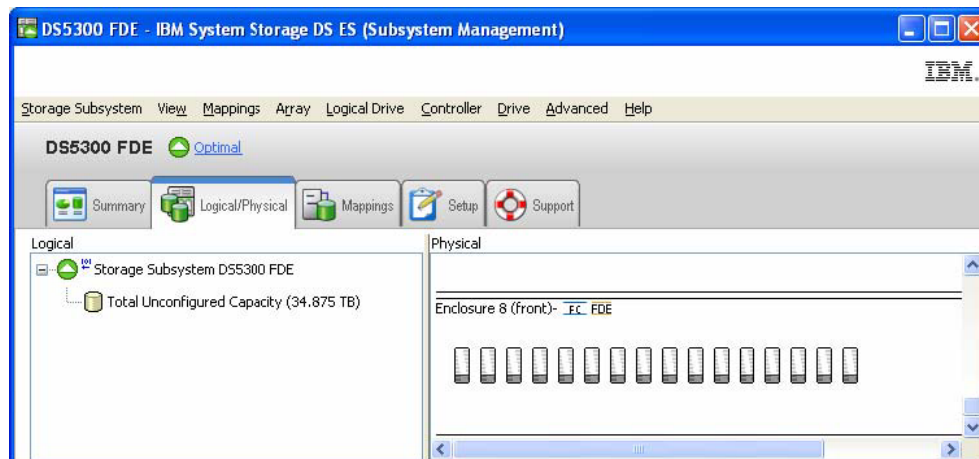 DS5300 FDE - IBM System Storage DS ES (Subsystem Management)
IBM.
Storage Subsystem View Mappings Array Logical Drive Controller Drive Advanced Help
DS5300 FDE Optimal
Summary Logical/Physical Mappings Setup Support
Logical
Storage Subsystem DS5300 FDE
Total Unconfigured Capacity (34.875 TB)
Physical
Enclosure 8 (front)- FC FDE